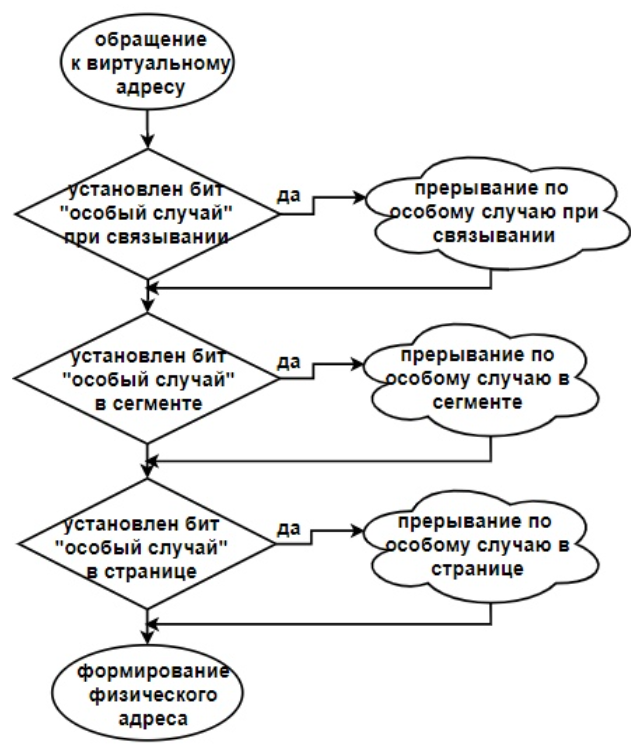 обращение
к виртуальному
адресу
установлен бит
"особый случай"
при связывании
да
прерывание по
особому случаю при
связывании
установлен бит
"особый случай"
в сегменте
да
прерывание по
особому случаю в
сегменте
установлен бит
"особый случай"
в странице
да
прерывание по
особому случаю в
странице
формирование
физического
адреса